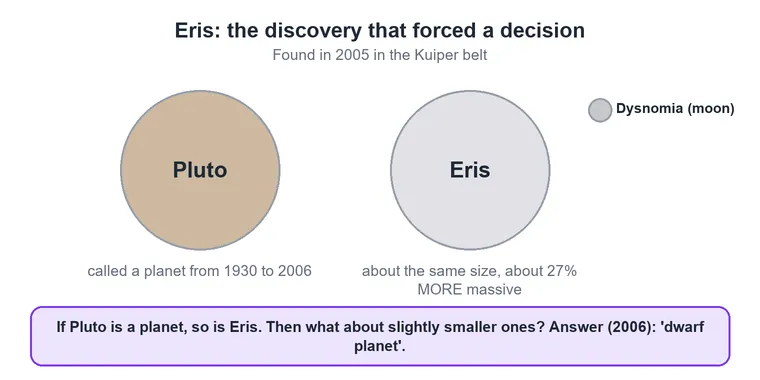 Eris: the discovery that forced a decision
Found in 2005 in the Kuiper belt
Pluto
Eris
Dysnomia (moon)
called a planet from 1930 to 2006
about the same size, about 27%
MORE massive
If Pluto is a planet, so is Eris. Then what about slightly smaller ones? Answer (2006): 'dwarf
planet'.